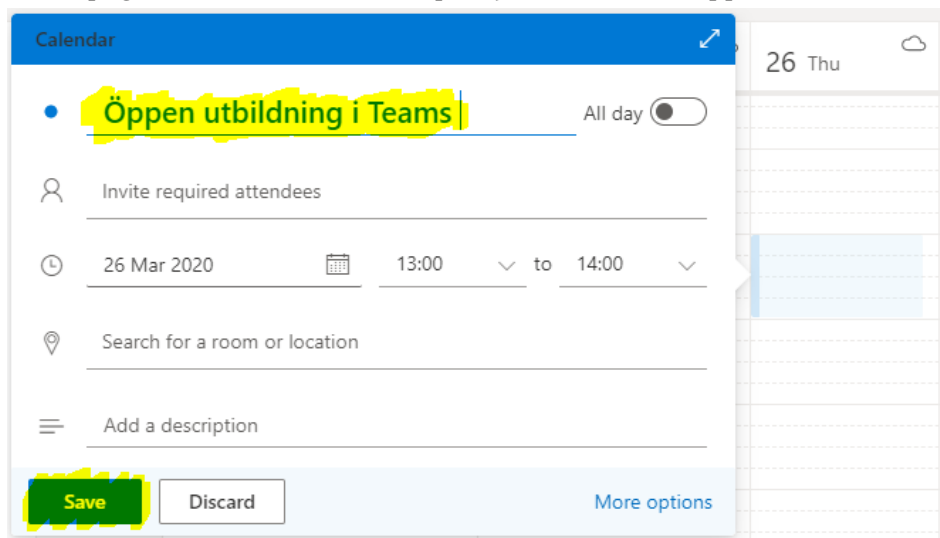 Calendar
26 Thu
Öppen utbildning i Teams
All day
Invite required attendees
26 Mar 2020 13:00 to 14:00
Search for a room or location
Add a description
Save Discard More options